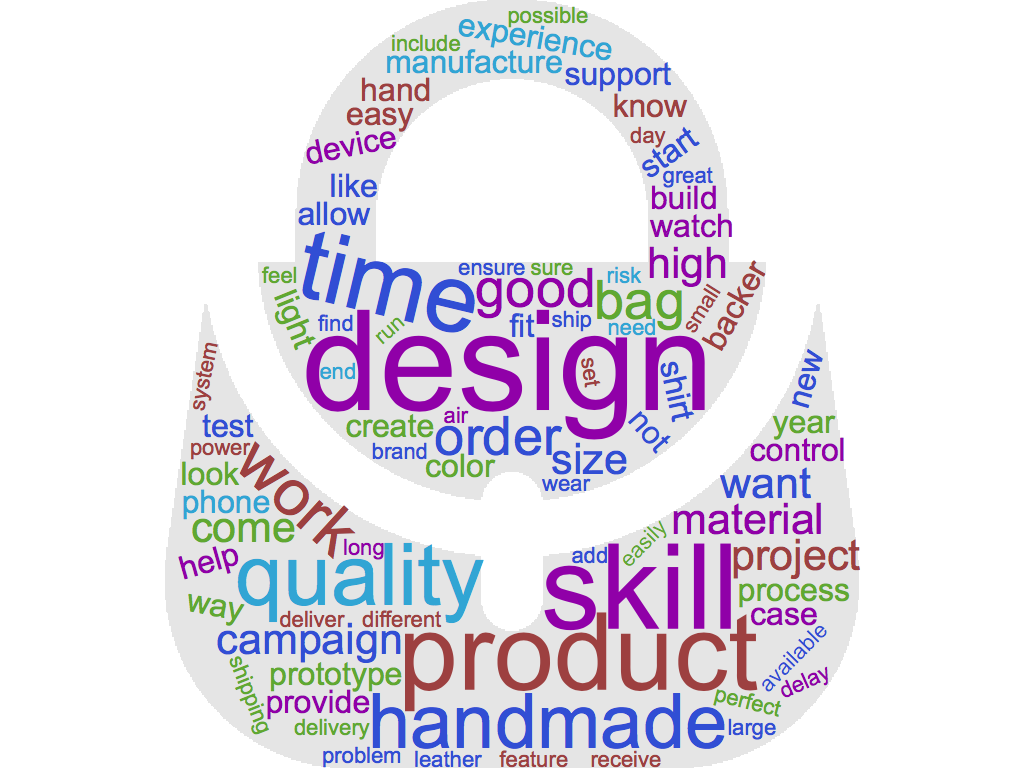 possible
experience
include
manufacture
support
hand
know
easy
day
device
start
great
like
build
allow
watch
time
high
feel
ensure
sure
risk
good
bag
backer
small
light
find
run
fit
ship
need
design
end
set
shirt
new
system
test
create
air
order
not
year
power
brand
color
size
control
look
work
wear
want
phone
come
material
long
add
easily
project
help
quality
skill
process
way
deliver
different
case
campaign
product
available
prototype
shipping
delay
provide
handmade
perfect
delivery
large
problem
leather
feature
receive